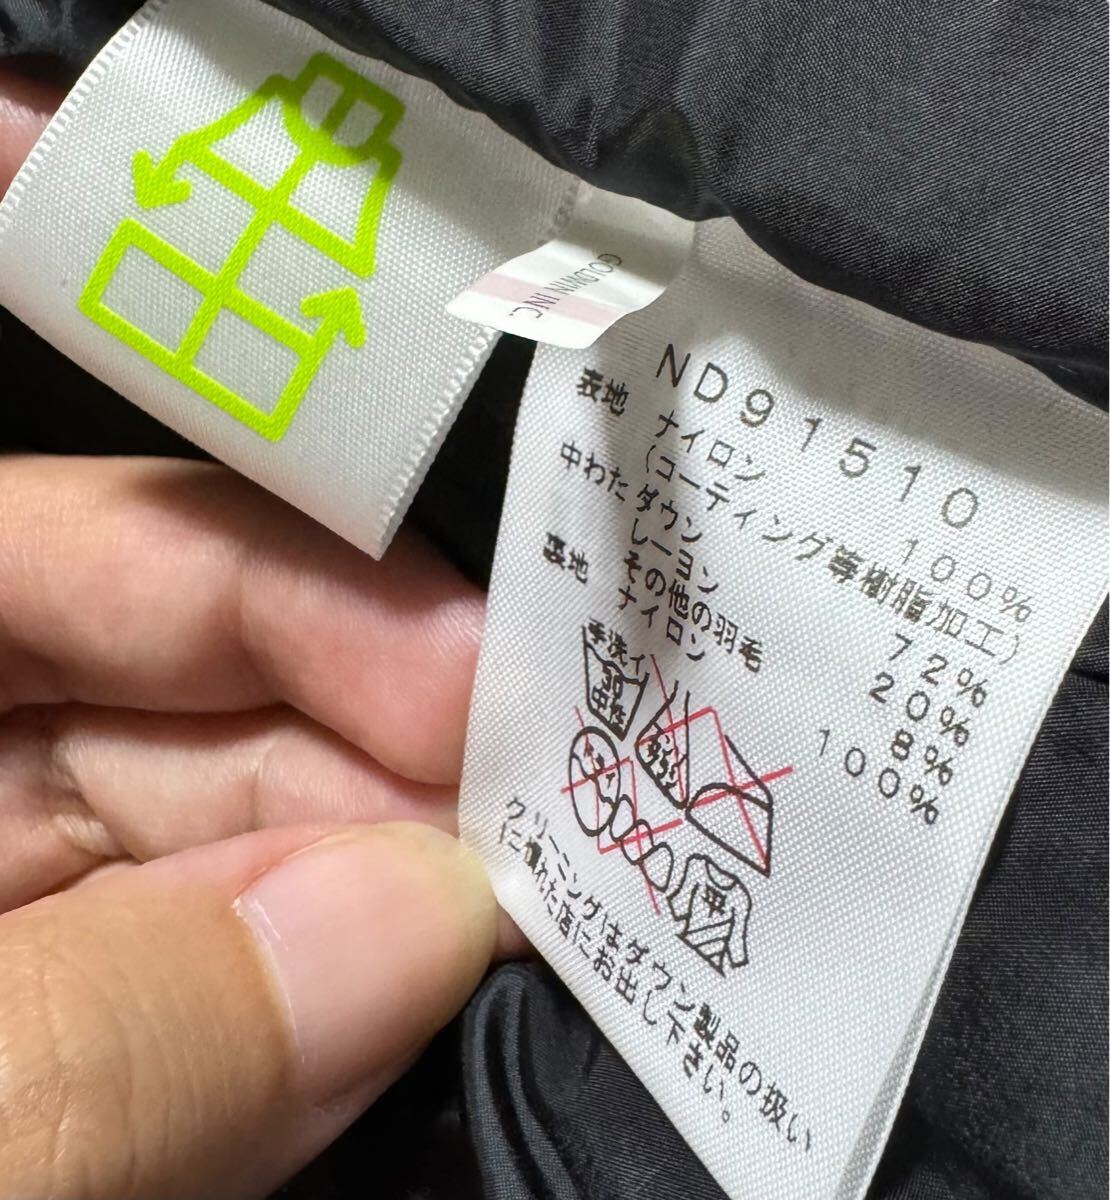 GOLDWIN INC.
ND91510
表地 ナイロン 100%
(コーティング等樹脂加工)
中わた ダウン 72%
レーヨン 20%
その他の羽毛 8%
裏地 ナイロン 100%
手洗イ
30
中性
中
クリーニングはダウン製品の扱い
に慣れた店にお出し下さい。